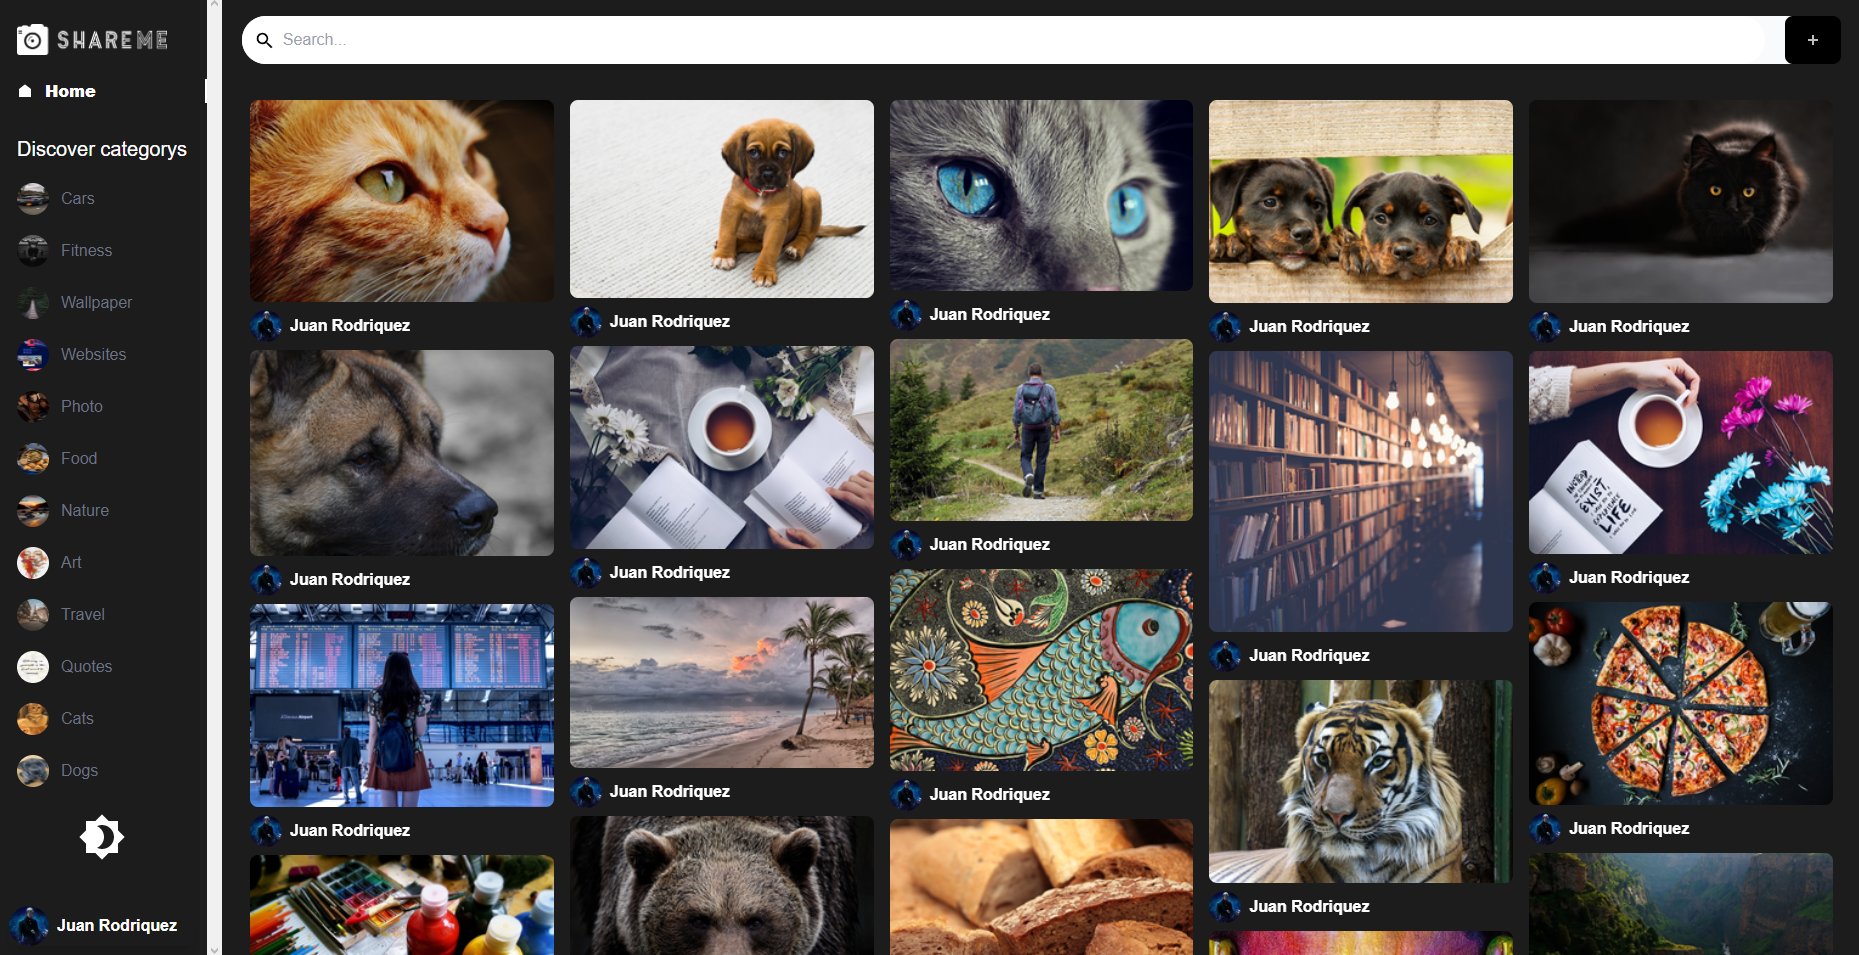 SHAREME
Search...
+
Home
Discover categorys
Cars
Fitness
Wallpaper
Websites
Photo
Food
Nature
Art
Travel
Quotes
Cats
Dogs
Juan Rodriquez
Juan Rodriquez
Juan Rodriquez
Juan Rodriquez
Juan Rodriquez
Juan Rodriquez
Juan Rodriquez
Juan Rodriquez
Juan Rodriquez
EXIST,
LIFE
Juan Rodriquez
Juan Rodriquez
Juan Rodriquez
Juan Rodriquez
Juan Rodriquez
Juan Rodriquez
Juan Rodriquez
Juan Rodriquez